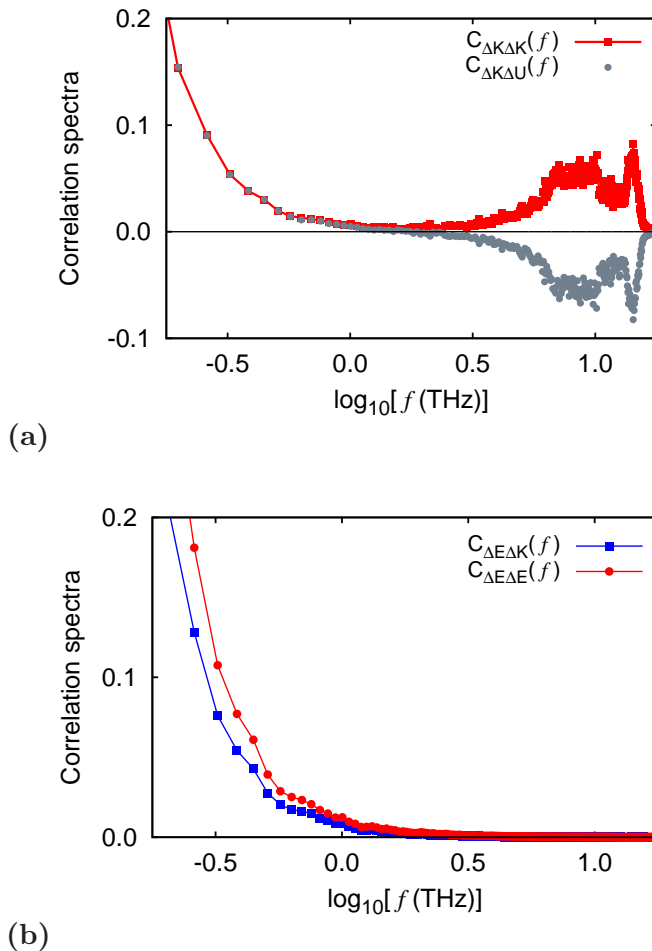 0.2
C_{ΔKΔK}(f)
C_{ΔKΔU}(f)
0.1
0.0
-0.1
Correlation spectra
-0.5 0.0 0.5 1.0
log_{10}[f(THz)]
(a)
0.2
C_{ΔEΔK}(f)
C_{ΔEΔE}(f)
0.1
0.0
Correlation spectra
-0.5 0.0 0.5 1.0
log_{10}[f(THz)]
(b)